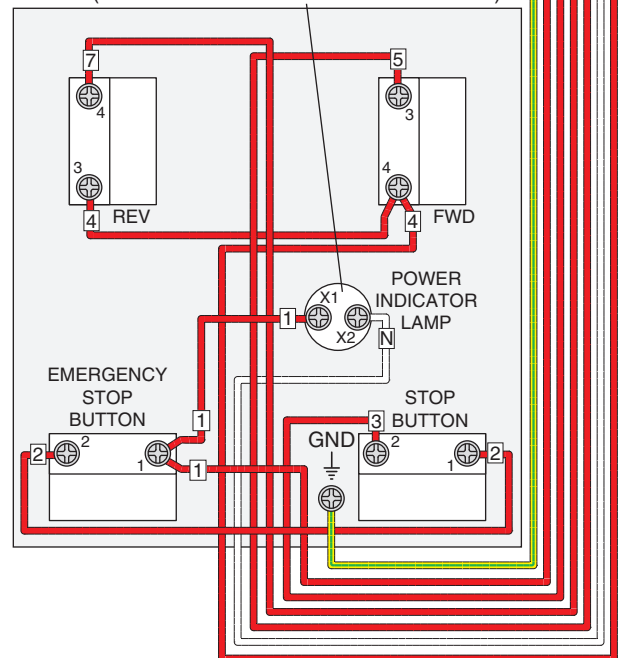 7
5
4
3
3
4
4
REV
4
FWD
POWER
INDICATOR
LAMP
X1
1
X2
N
EMERGENCY
STOP
BUTTON
STOP
BUTTON
1
3
GND
2
2
1
2
1
2
1